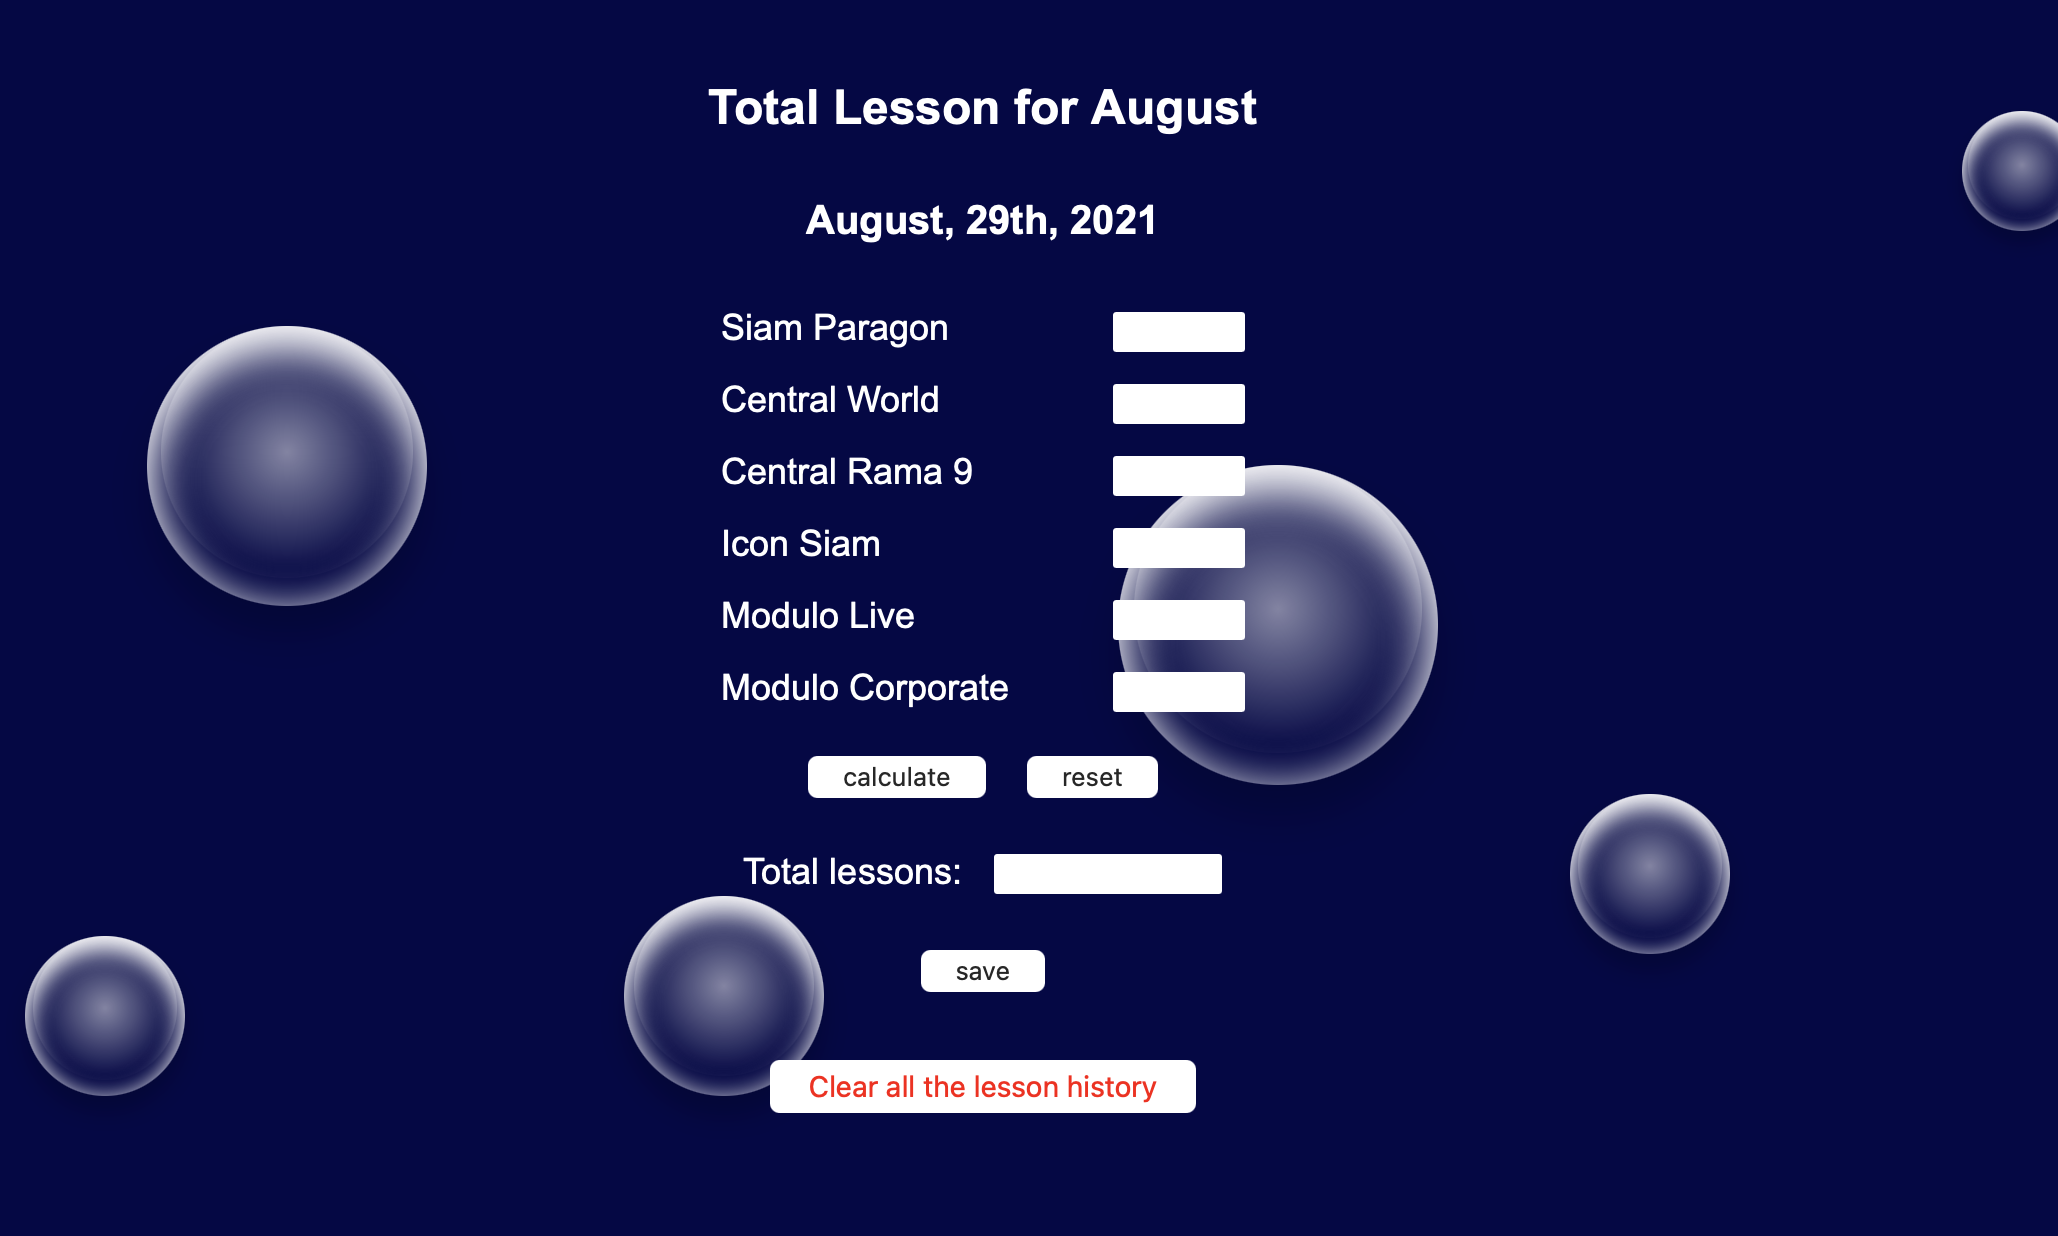 Total Lesson for August
August, 29th, 2021
Siam Paragon
Central World
Central Rama 9
Icon Siam
Modulo Live
Modulo Corporate
calculate reset
Total lessons:
save
Clear all the lesson history